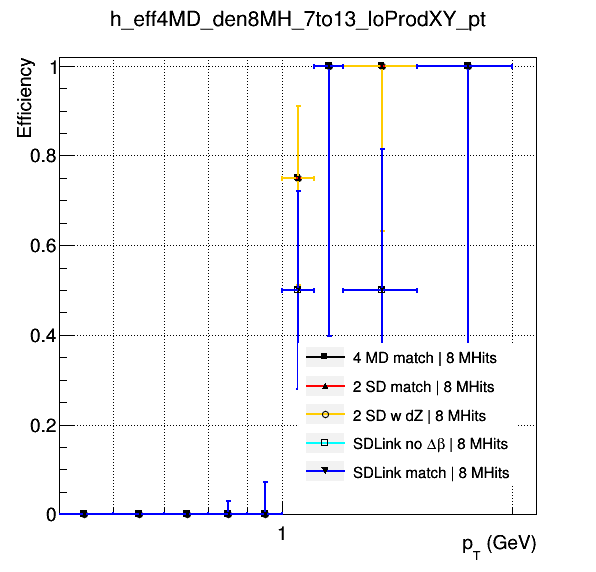 h_eff4MD_den8MH_7to13_loProdXY_pt
Efficiency
1
0.8
0.6
0.4
0.2
0
4 MD match | 8 MHits
2 SD match | 8 MHits
2 SD w dZ | 8 MHits
SDLink no Δβ | 8 MHits
SDLink match | 8 MHits
1
p_T (GeV)